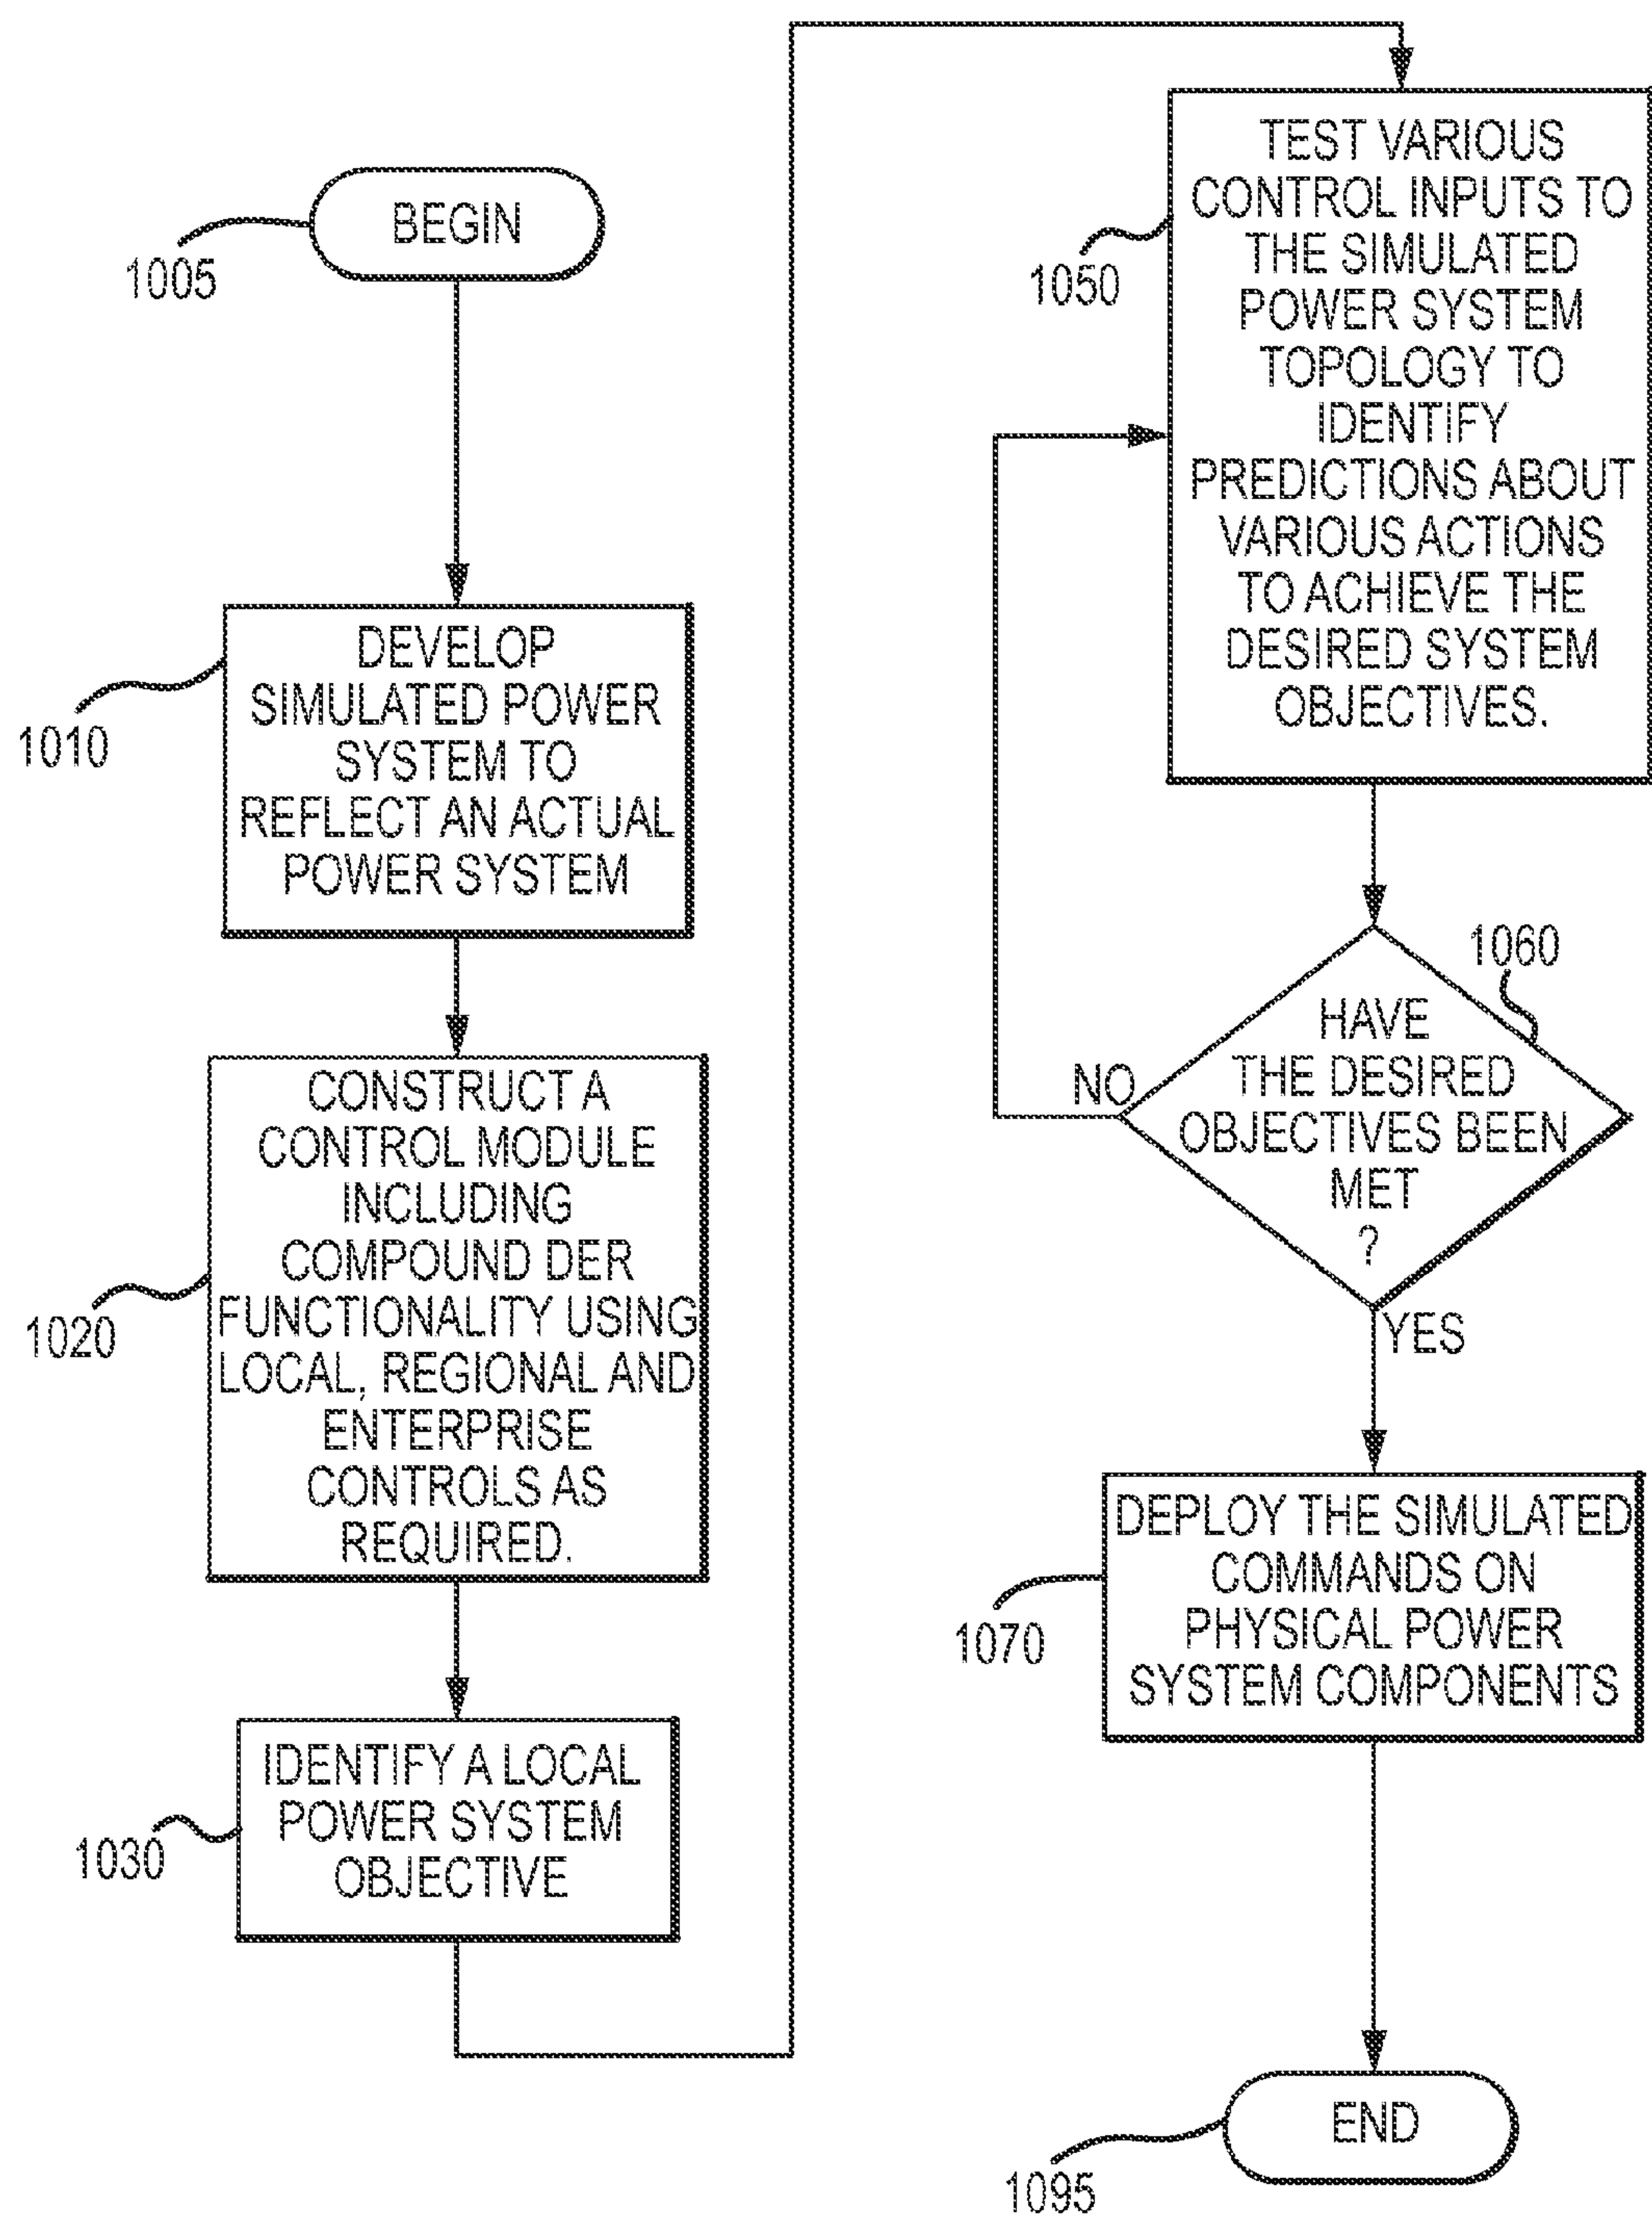 BEGIN
1005
DEVELOP
SIMULATED POWER
SYSTEM TO
REFLECT AN ACTUAL
POWER SYSTEM
1010
CONSTRUCT A
CONTROL MODULE
INCLUDING
COMPOUND DER
FUNCTIONALITY USING
LOCAL, REGIONAL AND
ENTERPRISE
CONTROLS AS
REQUIRED.
1020
IDENTIFY A LOCAL
POWER SYSTEM
OBJECTIVE
1030
TEST VARIOUS
CONTROL INPUTS TO
THE SIMULATED
POWER SYSTEM
TOPOLOGY TO
IDENTIFY
PREDICTIONS ABOUT
VARIOUS ACTIONS
TO ACHIEVE THE
DESIRED SYSTEM
OBJECTIVES.
1050
1060
HAVE
THE DESIRED
OBJECTIVES BEEN
MET
?
NO
YES
DEPLOY THE SIMULATED
COMMANDS ON
PHYSICAL POWER
SYSTEM COMPONENTS
1070
END
1095